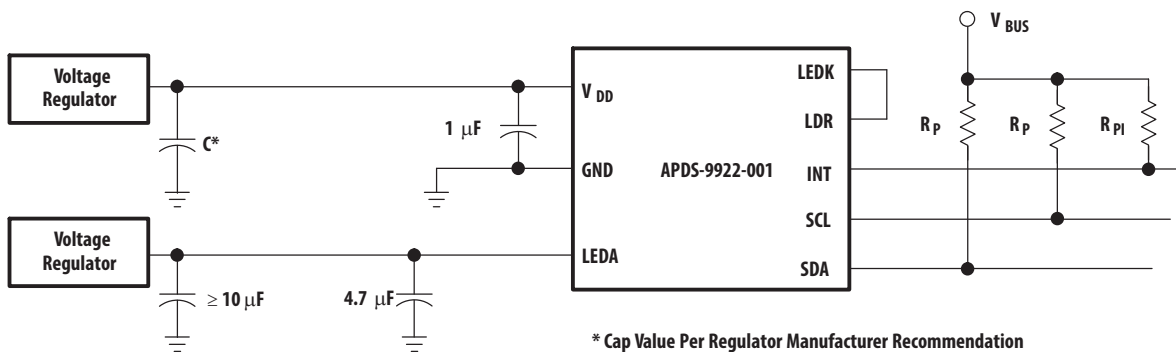 V BUS
Voltage
Regulator
C*
1 µF
V DD
GND
LEDA
APDS-9922-001
LEDK
LDR
INT
SCL
SDA
R P
R P
R PI
Voltage
Regulator
≥ 10 µF
4.7 µF
* Cap Value Per Regulator Manufacturer Recommendation